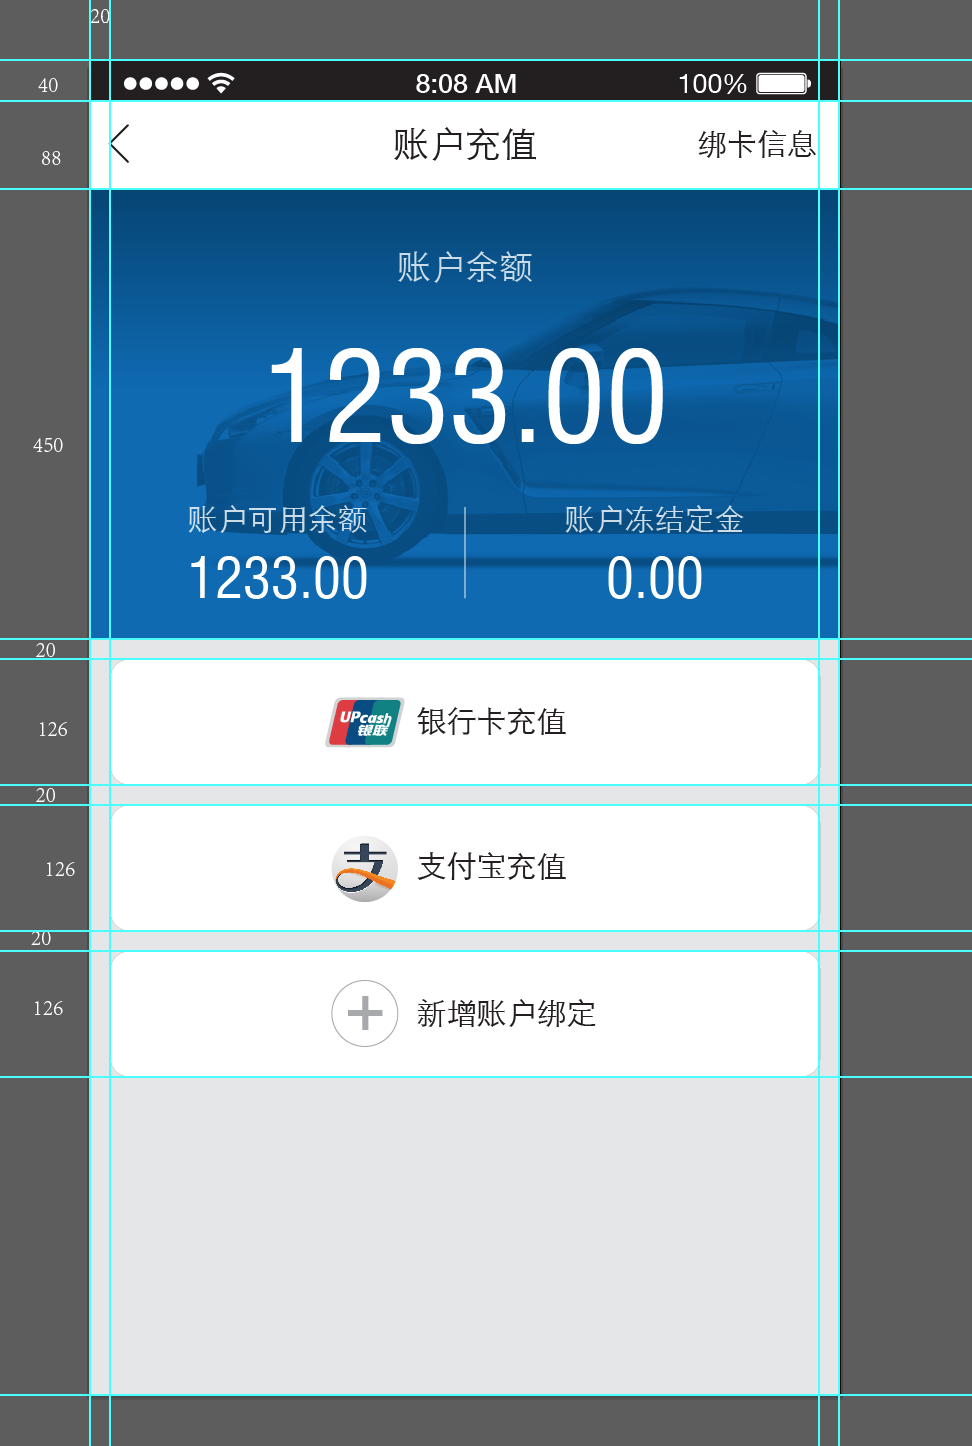 20
40
8:08 AM 100%
88
账户充值 绑卡信息
账户余额
1233.00
450
账户可用余额 账户冻结定金
1233.00 0.00
20
126
UPcash
银联
银行卡充值
20
126
支 支付宝充值
20
126
新增账户绑定